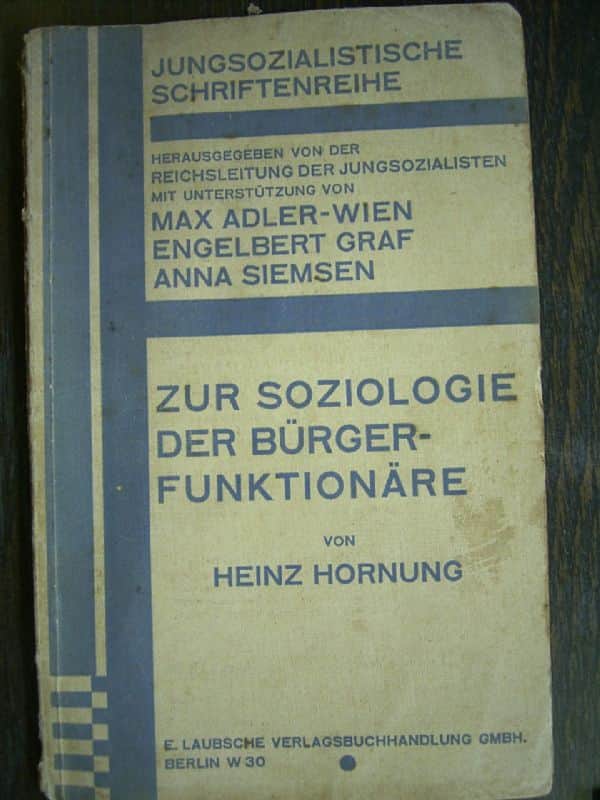 JUNGSOZIALISTISCHE
SCHRIFTENREIHE
HERAUSGEGEBEN VON DER
REICHSLEITUNG DER JUNGSOZIALISTEN
MIT UNTERSTÜTZUNG VON
MAX ADLER-WIEN
ENGELBERT GRAF
ANNA SIEMSEN
ZUR SOZIOLOGIE
DER BÜRGER-
FUNKTIONÄRE
VON
HEINZ HORNUNG
E. LAUBSCHE VERLAGSBUCHHANDLUNG GMBH.
BERLIN W 30